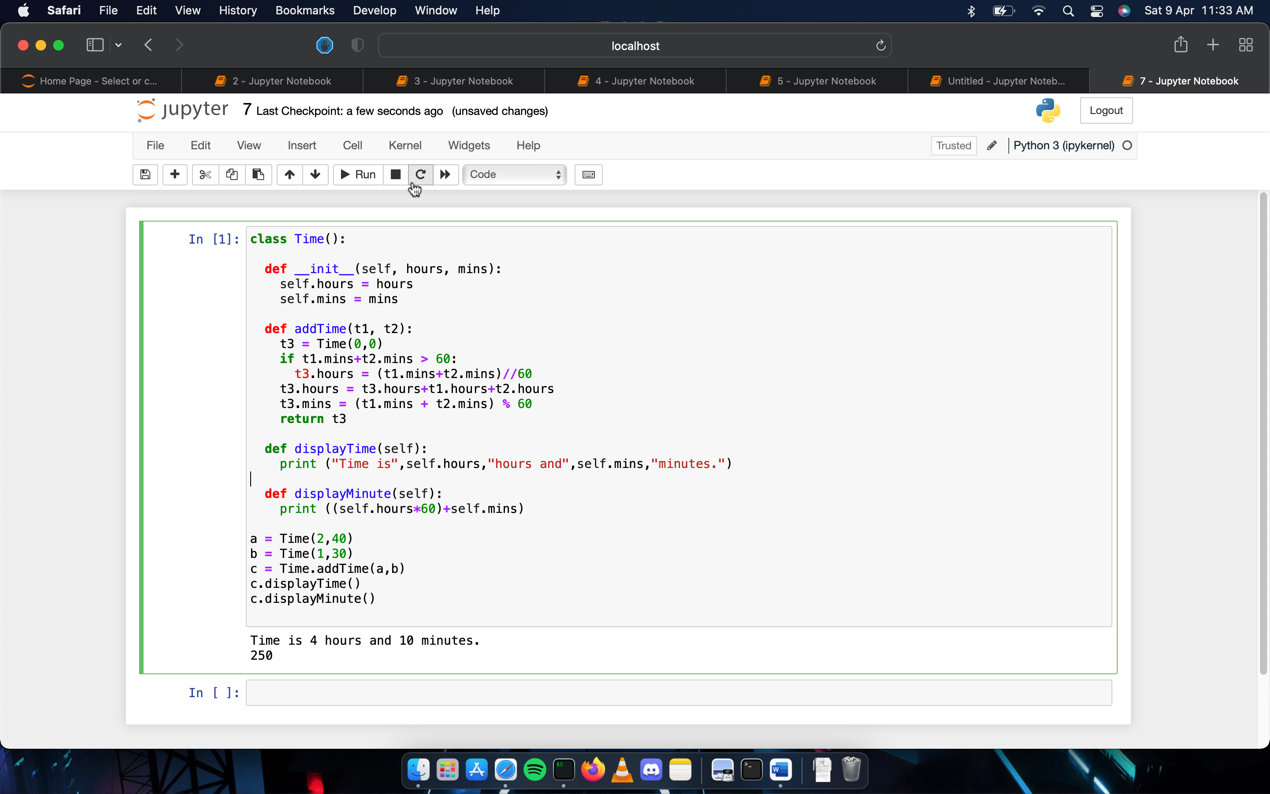 Safari File Edit View History Bookmarks Develop Window Help Sat 9 Apr 11:33 AM
localhost
Home Page - Select or c... 2 - Jupyter Notebook 3 - Jupyter Notebook 4 - Jupyter Notebook 5 - Jupyter Notebook Untitled - Jupyter Noteb... 7 - Jupyter Notebook
jupyter 7 Last Checkpoint: a few seconds ago (unsaved changes) Logout
File Edit View Insert Cell Kernel Widgets Help Trusted Python 3 (ipykernel)
Run Code
In [1]: class Time():
def __init__(self, hours, mins):
self.hours = hours
self.mins = mins
def addTime(t1, t2):
t3 = Time(0,0)
if t1.mins+t2.mins > 60:
t3.hours = (t1.mins+t2.mins)//60
t3.hours = t3.hours+t1.hours+t2.hours
t3.mins = (t1.mins + t2.mins) % 60
return t3
def displayTime(self):
print ("Time is",self.hours,"hours and",self.mins,"minutes.")
def displayMinute(self):
print ((self.hours*60)+self.mins)
a = Time(2,40)
b = Time(1,30)
c = Time.addTime(a,b)
c.displayTime()
c.displayMinute()
Time is 4 hours and 10 minutes.
250
In [ ]: